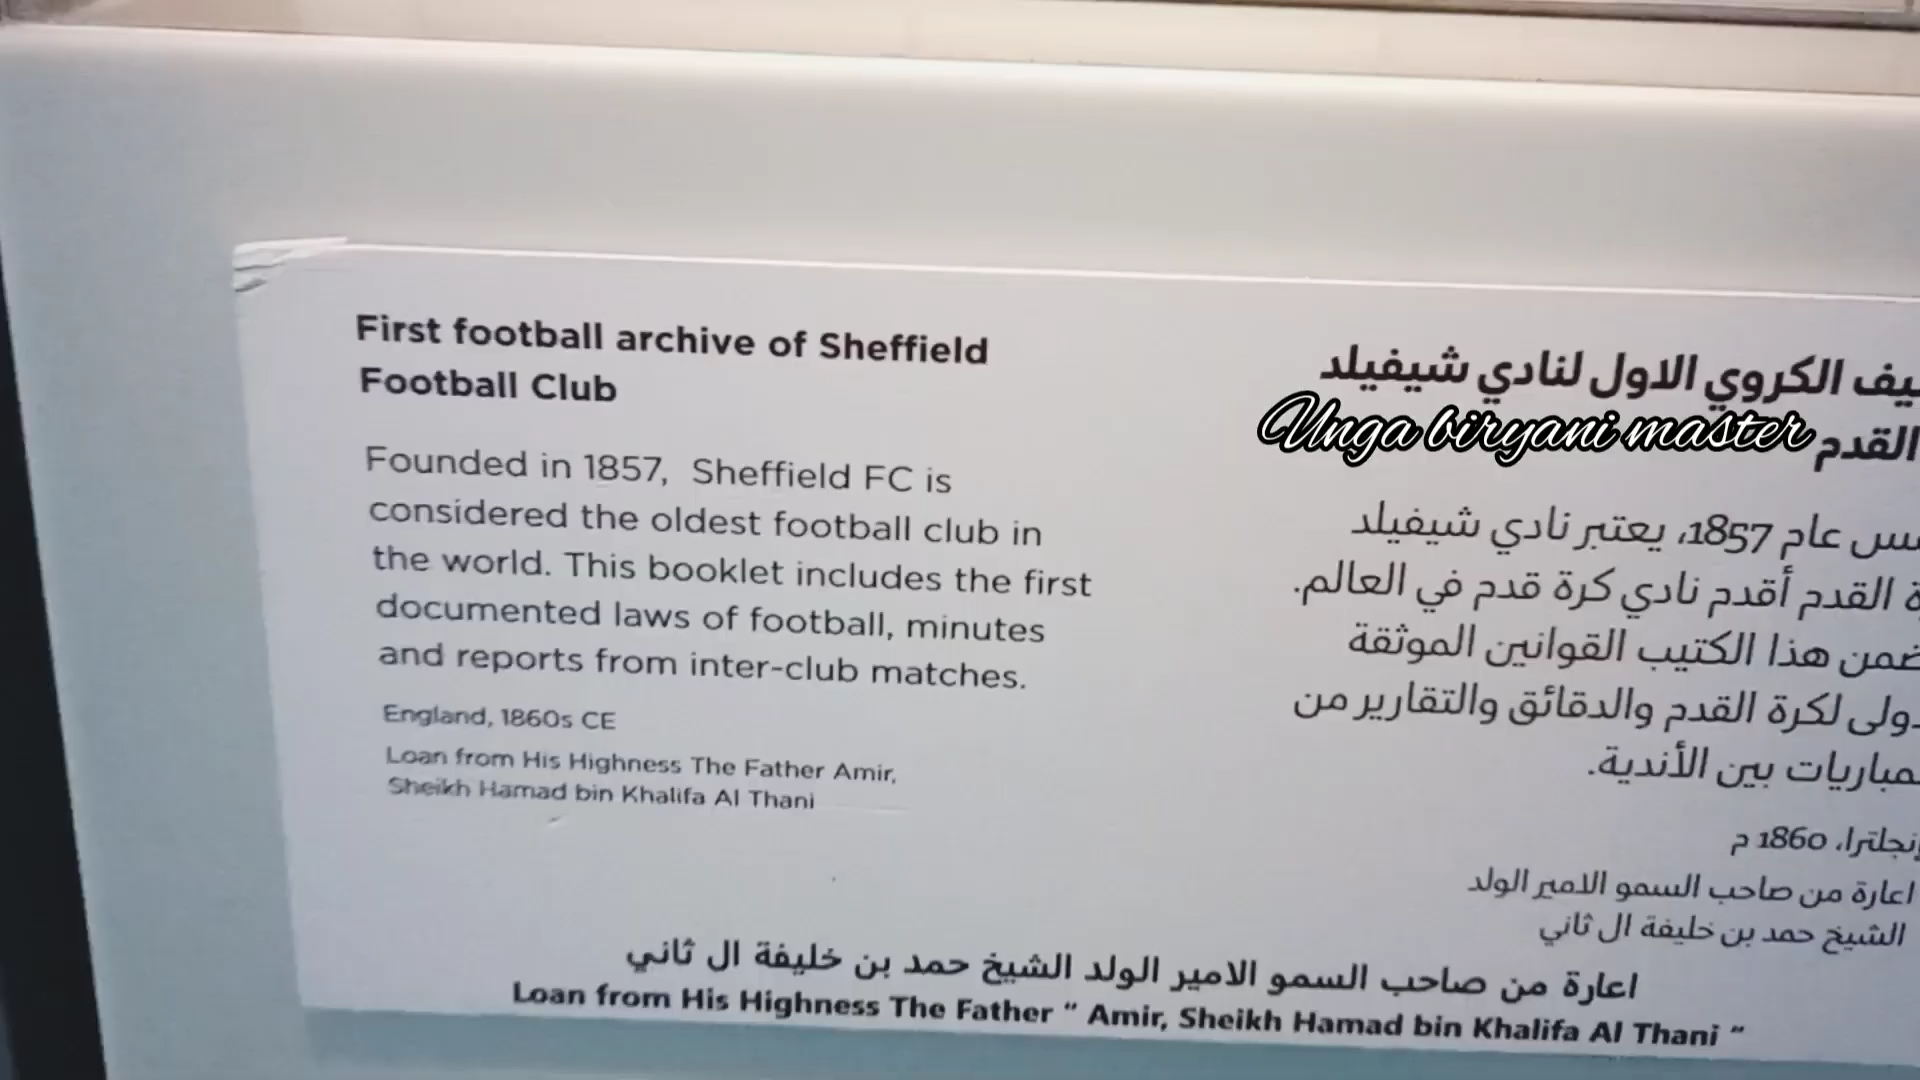 First football archive of Sheffield
Football Club
Founded in 1857, Sheffield FC is
considered the oldest football club in
the world. This booklet includes the first
documented laws of football, minutes
and reports from inter-club matches.
England, 1860s CE
Loan from His Highness The Father Amir,
Sheikh Hamad bin Khalifa Al Thani
الكروي الاول لنادي شيفيلد
Unga biryani master
القدم
عام 1857، يعتبر نادي شيفيلد
القدم أقدم نادي كرة قدم في العالم.
هذا الكتيب القوانين الموثقة
لكرة القدم والدقائق والتقارير من
بين الأندية.
1860 م
اعارة من صاحب السمو الامير الولد
الشيخ حمد بن خليفة ال ثاني
اعارة من صاحب السمو الامير الولد الشيخ حمد بن خليفة ال ثاني
Loan from His Highness The Father “ Amir, Sheikh Hamad bin Khalifa Al Thani ”